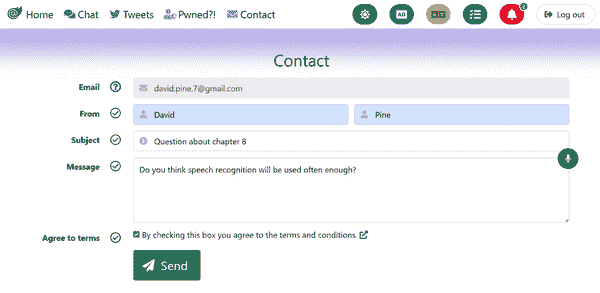 Home Chat Tweets Pwned?! Contact AD 2 Log out
Contact
Email david.pine.7@gmail.com
From David Pine
Subject Question about chapter 8
Message Do you think speech recognition will be used often enough?
Agree to terms By checking this box you agree to the terms and conditions.
Send